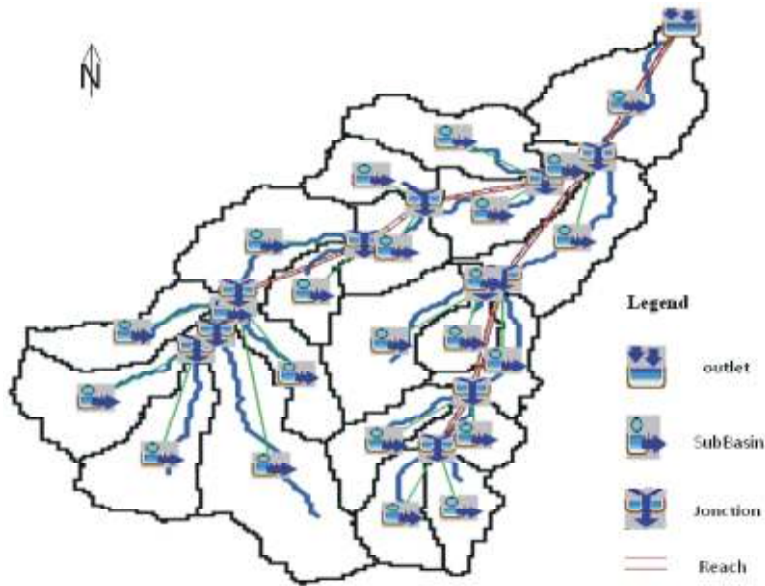 N
Legend
outlet
SubBasin
Jonction
Reach